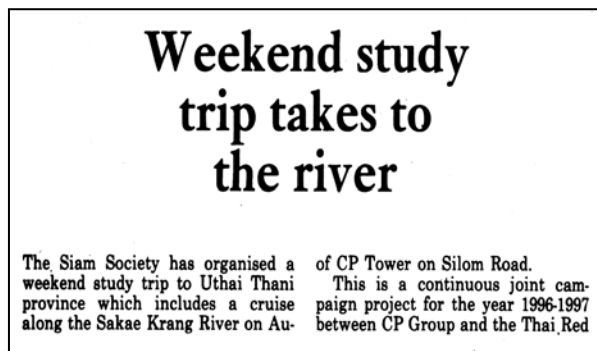 Weekend study
trip takes to
the river
The Siam Society has organised a
weekend study trip to Uthai Thani
province which includes a cruise
along the Sakae Krang River on Au-
of CP Tower on Silom Road.
This is a continuous joint cam-
paign project for the year 1996-1997
between CP Group and the Thai Red